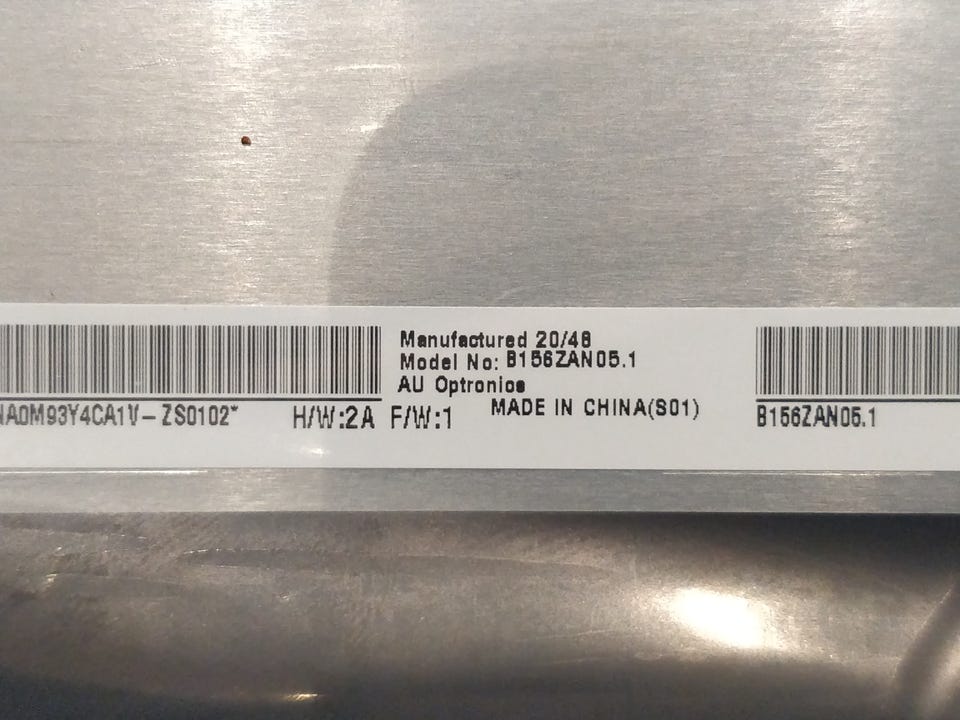 Manufactured 20/48
Model No: B156ZAN05.1
AU Optronics
MADE IN CHINA(S01)
NA0M93Y4CA1V-ZS0102* H/W:2A F/W:1
B156ZAN05.1